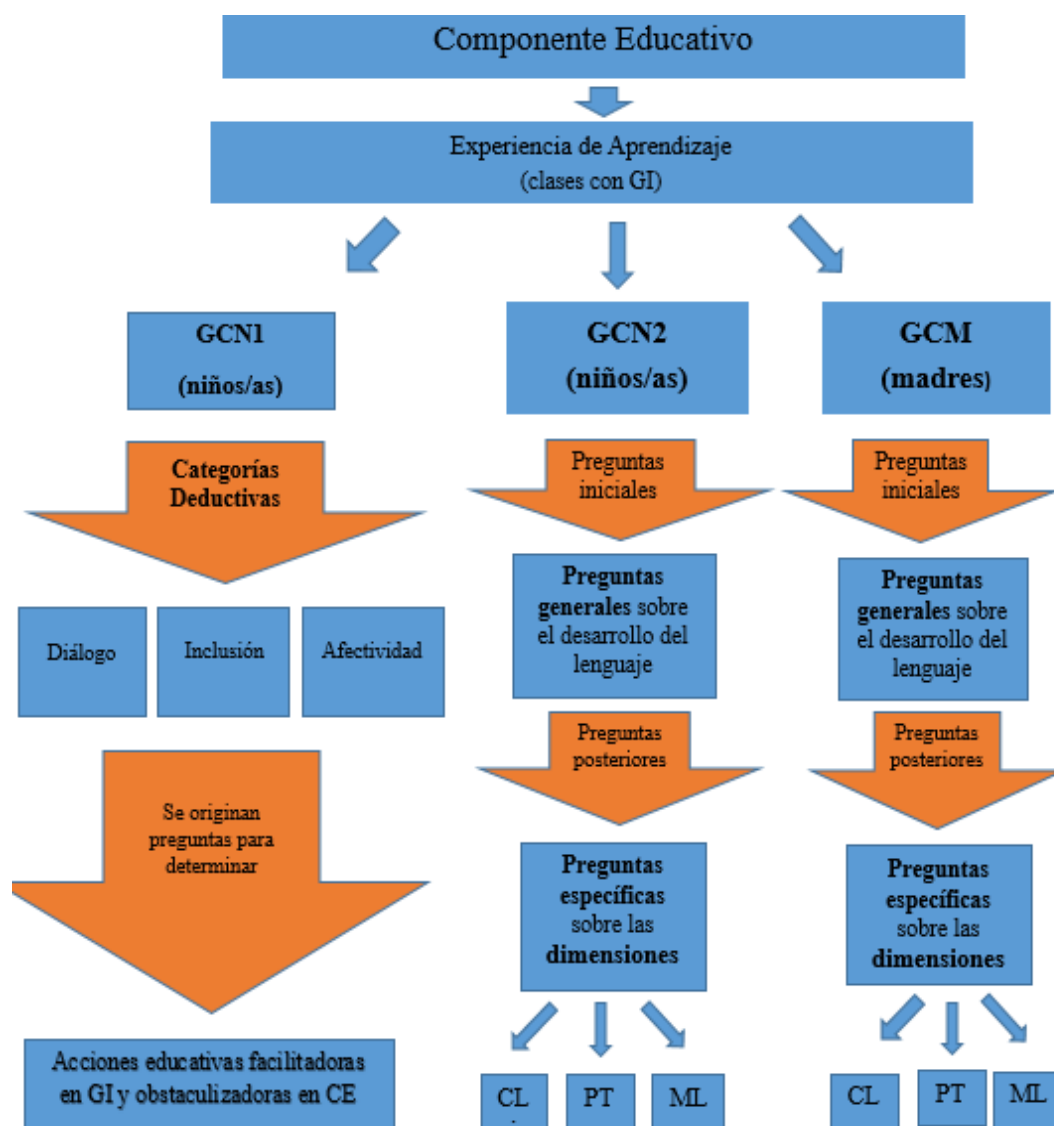 Componente Educativo
Experiencia de Aprendizaje
(clases con GI)
GCN1
(niños/as)
Categorías
Deductivas
Diálogo
Inclusión
Afectividad
Se originan
preguntas para
determinar
Acciones educativas facilitadoras
en GI y obstaculizadoras en CE
GCN2
(niños/as)
Preguntas
iniciales
Preguntas
generales sobre
el desarrollo del
lenguaje
Preguntas
posteriores
Preguntas
específicas
sobre las
dimensiones
CL
PT
ML
GCM
(madres)
Preguntas
iniciales
Preguntas
generales sobre
el desarrollo del
lenguaje
Preguntas
posteriores
Preguntas
específicas
sobre las
dimensiones
CL
PT
ML